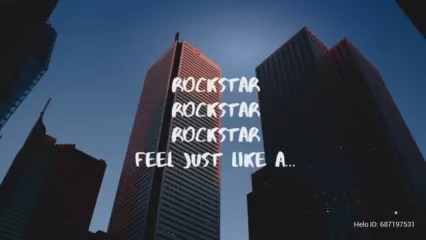 ROCKSTAR
ROCKSTAR
ROCKSTAR
FEEL JUST LIKE A...
Helo ID: 687197531